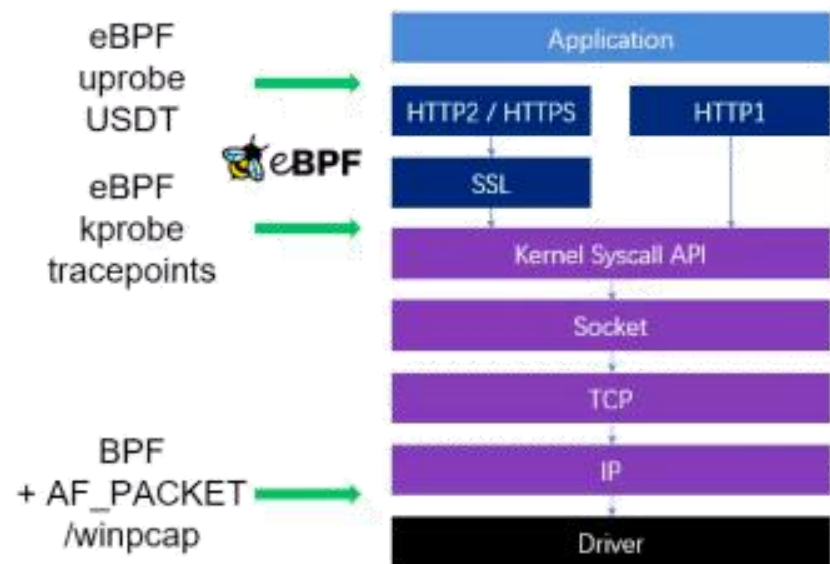 eBPF
uprobe
USDT
eBPF
eBPF
kprobe
tracepoints
BPF
+ AF_PACKET
/winpcap
Application
HTTP2 / HTTPS
HTTP1
SSL
Kernel Syscall API
Socket
TCP
IP
Driver